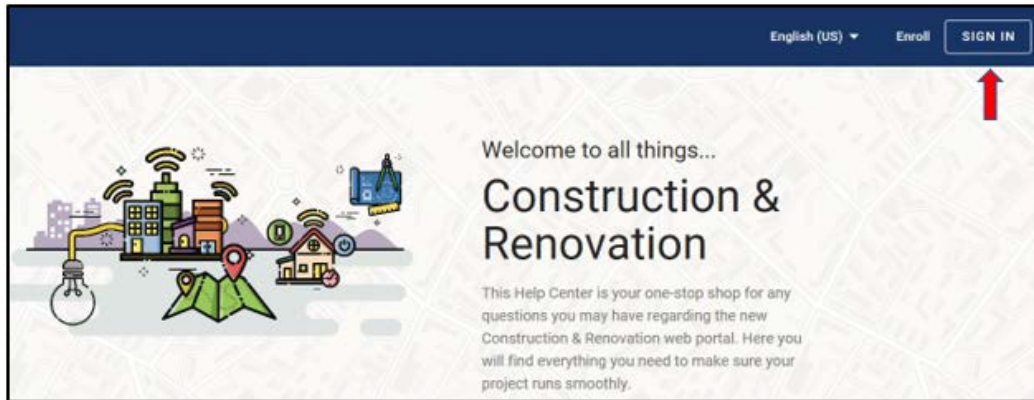 English (US) Enroll SIGN IN
Welcome to all things...
Construction &
Renovation
This Help Center is your one-stop shop for any
questions you may have regarding the new
Construction & Renovation web portal. Here you
will find everything you need to make sure your
project runs smoothly.